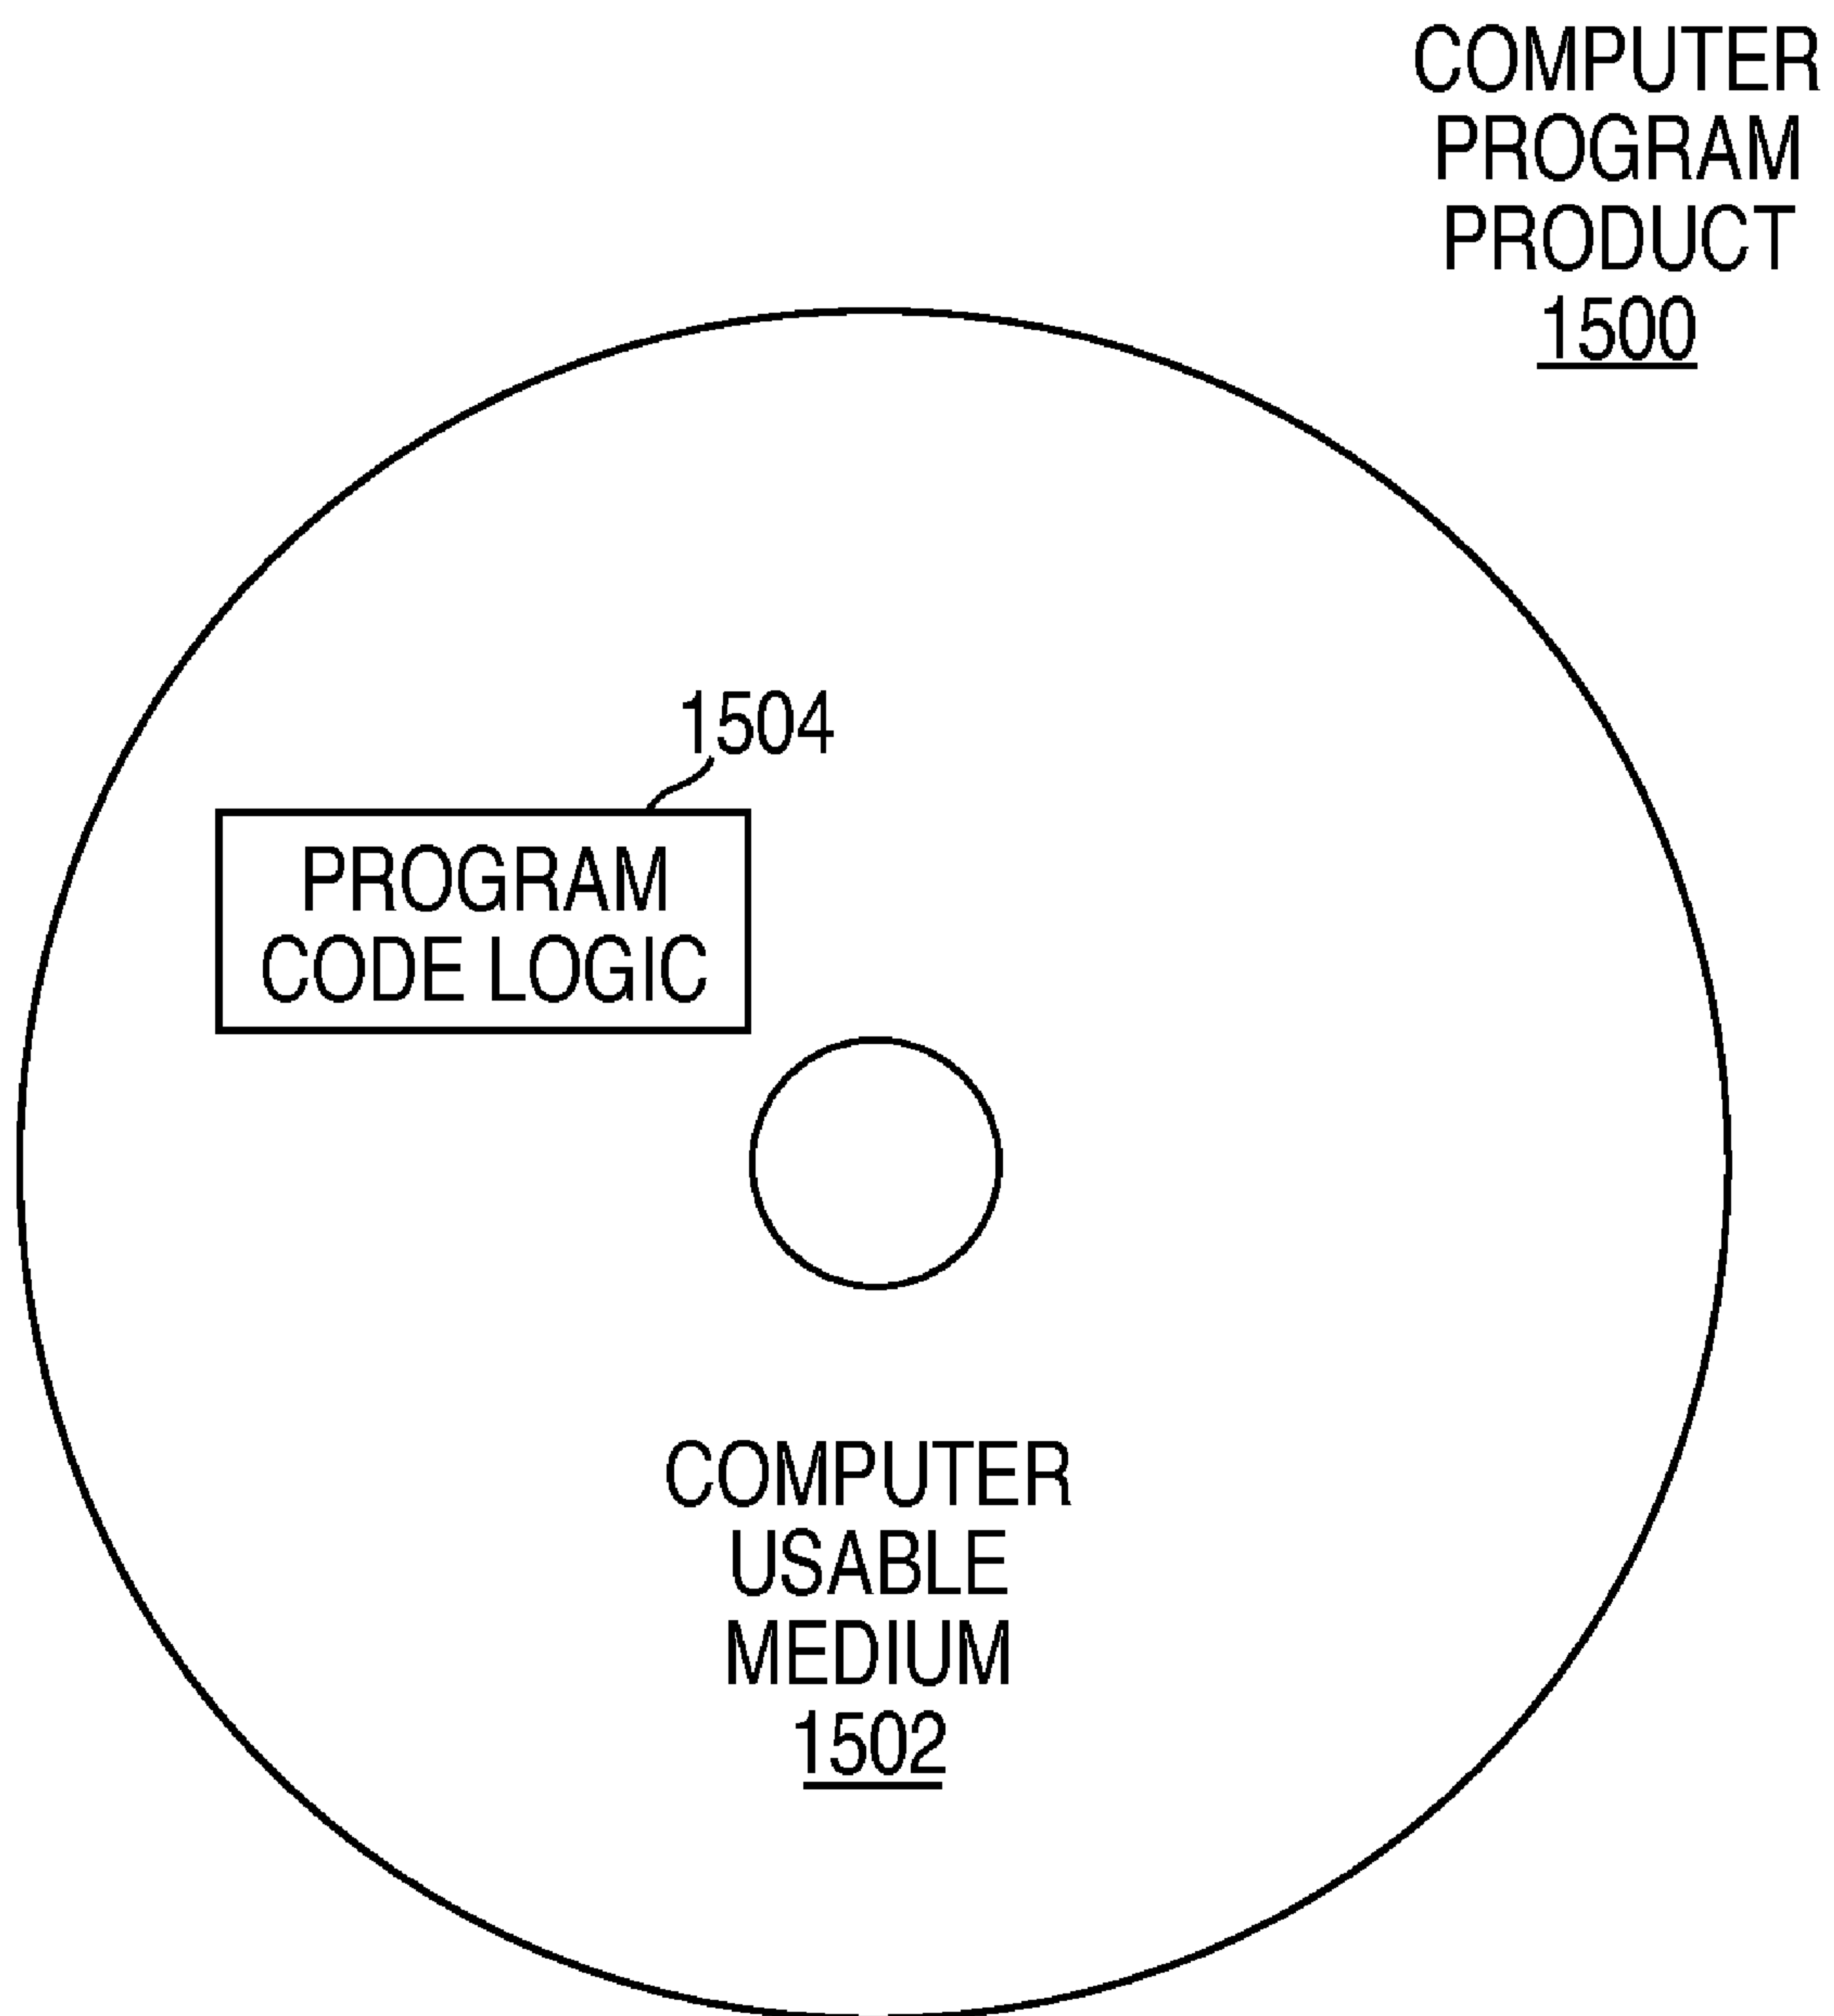 COMPUTER
PROGRAM
PRODUCT
1500
1504
PROGRAM
CODE LOGIC
COMPUTER
USABLE
MEDIUM
1502